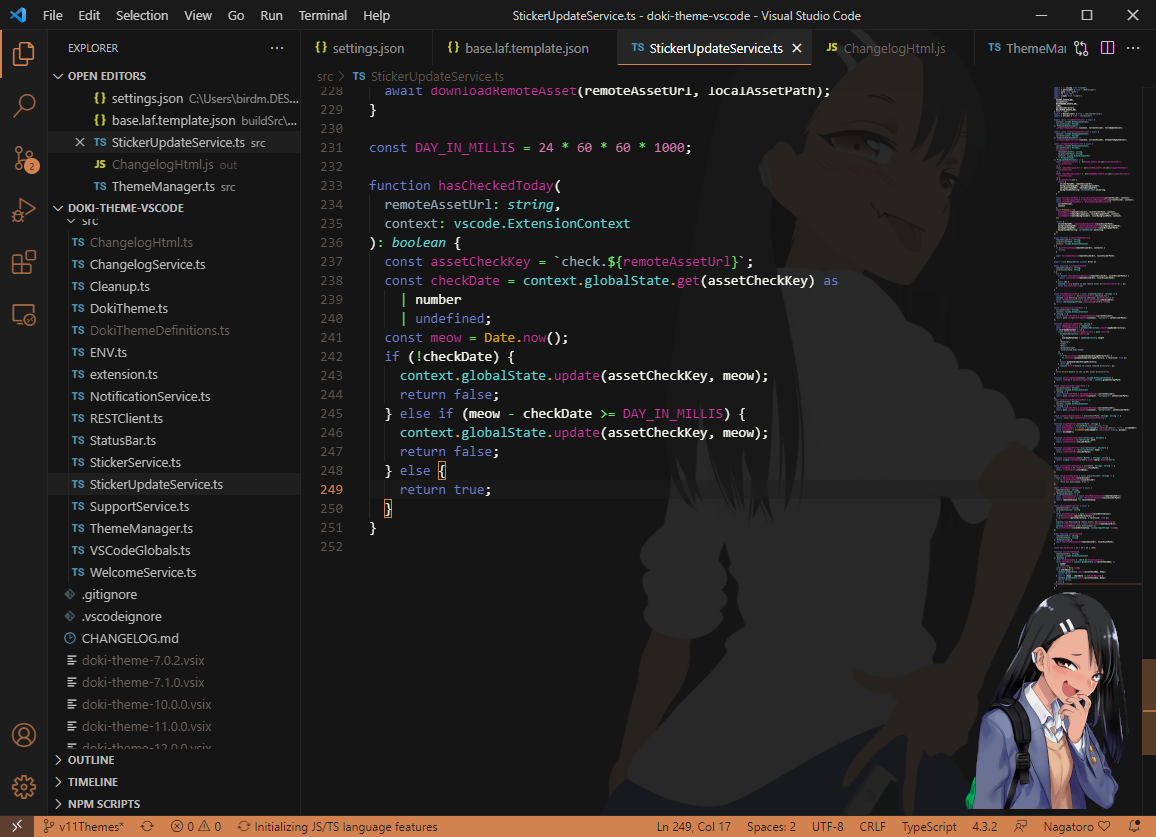 File Edit Selection View Go Run Terminal Help StickerUpdateService.ts - doki-theme-vscode - Visual Studio Code
EXPLORER
OPEN EDITORS
{} settings.json C:\Users\birdm.DES...
{} base.laf.template.json buildSrc\...
TS StickerUpdateService.ts src
JS ChangelogHtml.js out
TS ThemeManager.ts src
DOKI-THEME-VSCODE
src
TS ChangelogHtml.ts
TS ChangelogService.ts
TS Cleanup.ts
TS DokiTheme.ts
TS DokiThemeDefinitions.ts
TS ENV.ts
TS extension.ts
TS NotificationService.ts
TS RESTClient.ts
TS StatusBar.ts
TS StickerService.ts
TS StickerUpdateService.ts
TS SupportService.ts
TS ThemeManager.ts
TS VSCodeGlobals.ts
TS WelcomeService.ts
.gitignore
.vscodeignore
CHANGELOG.md
doki-theme-7.0.2.vsix
doki-theme-7.1.0.vsix
doki-theme-10.0.0.vsix
doki-theme-11.0.0.vsix
doki-theme-12.0.0.vsix
OUTLINE
TIMELINE
NPM SCRIPTS
2
{} settings.json {} base.laf.template.json TS StickerUpdateService.ts JS ChangelogHtml.js TS ThemeMa
src > TS StickerUpdateService.ts
228 await downloadRemoteAsset(remoteAssetUrl, localAssetPath);
229 }
230
231 const DAY_IN_MILLIS = 24 * 60 * 60 * 1000;
232
233 function hasCheckedToday(
234 remoteAssetUrl: string,
235 context: vscode.ExtensionContext
236 ): boolean {
237 const assetCheckKey = `check.${remoteAssetUrl}`;
238 const checkDate = context.globalState.get(assetCheckKey) as
239 | number
240 | undefined;
241 const meow = Date.now();
242 if (!checkDate) {
243 context.globalState.update(assetCheckKey, meow);
244 return false;
245 } else if (meow - checkDate >= DAY_IN_MILLIS) {
246 context.globalState.update(assetCheckKey, meow);
247 return false;
248 } else {
249 return true;
250 }
251 }
252
v11Themes* 0 0 Initializing JS/TS language features Ln 249, Col 17 Spaces: 2 UTF-8 CRLF TypeScript 4.3.2 Nagatoro ♡